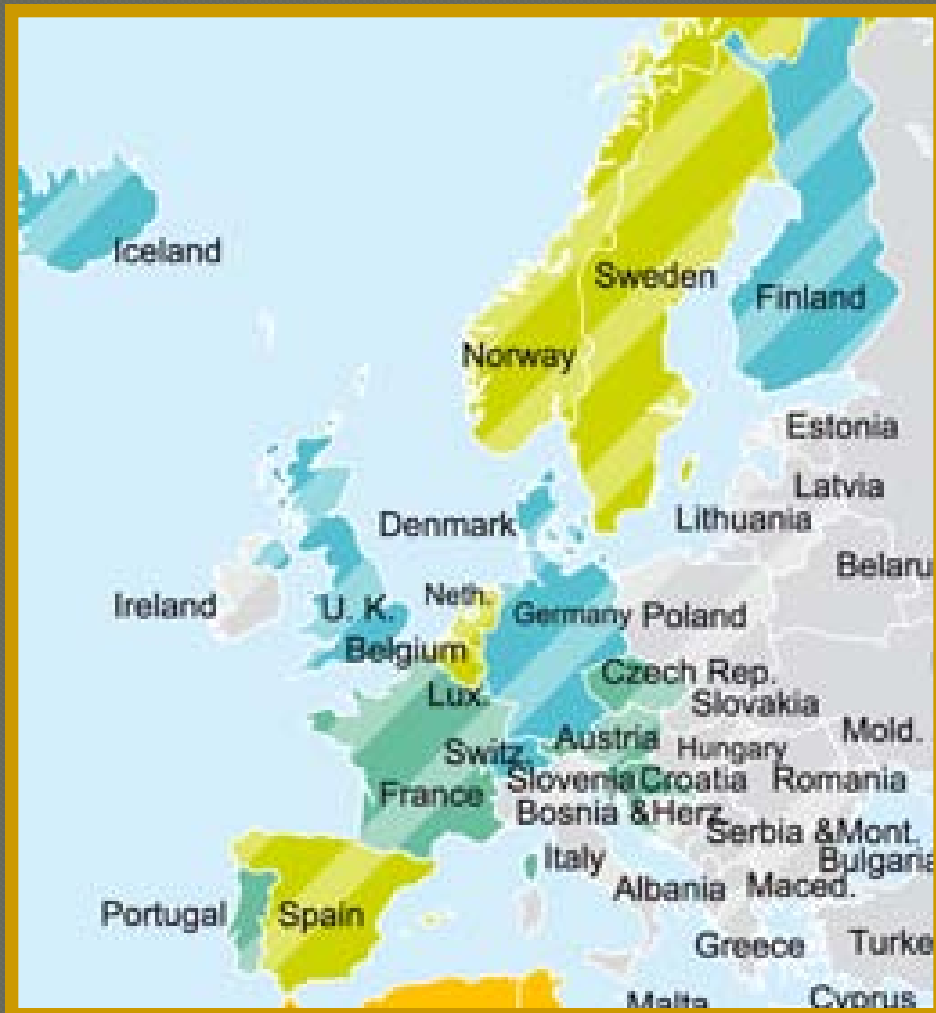 Iceland
Sweden
Finland
Norway
Estonia
Latvia
Lithuania
Denmark
Belaru
Neth.
Ireland
U. K.
Germany
Poland
Belgium
Czech Rep.
Lux.
Slovakia
Mold.
Austria
Hungary
Switz.
Slovenia
Croatia
Romania
France
Bosnia &Herz.
Serbia &Mont.
Italy
Bulgaria
Albania
Maced.
Portugal
Spain
Greece
Turke
Malta
Cyprus